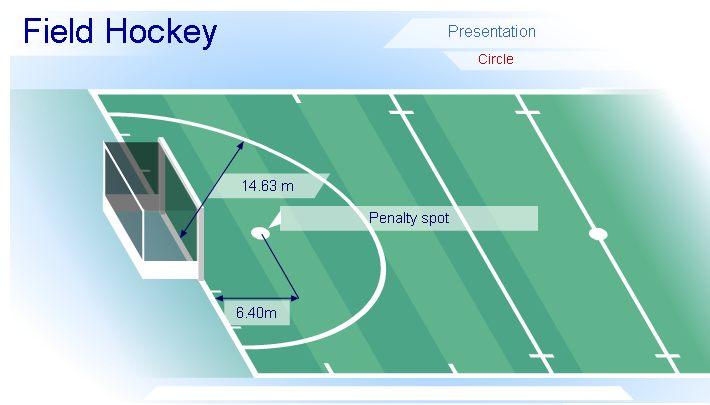 Field Hockey
Presentation
Circle
14.63 m
Penalty spot
6.40m